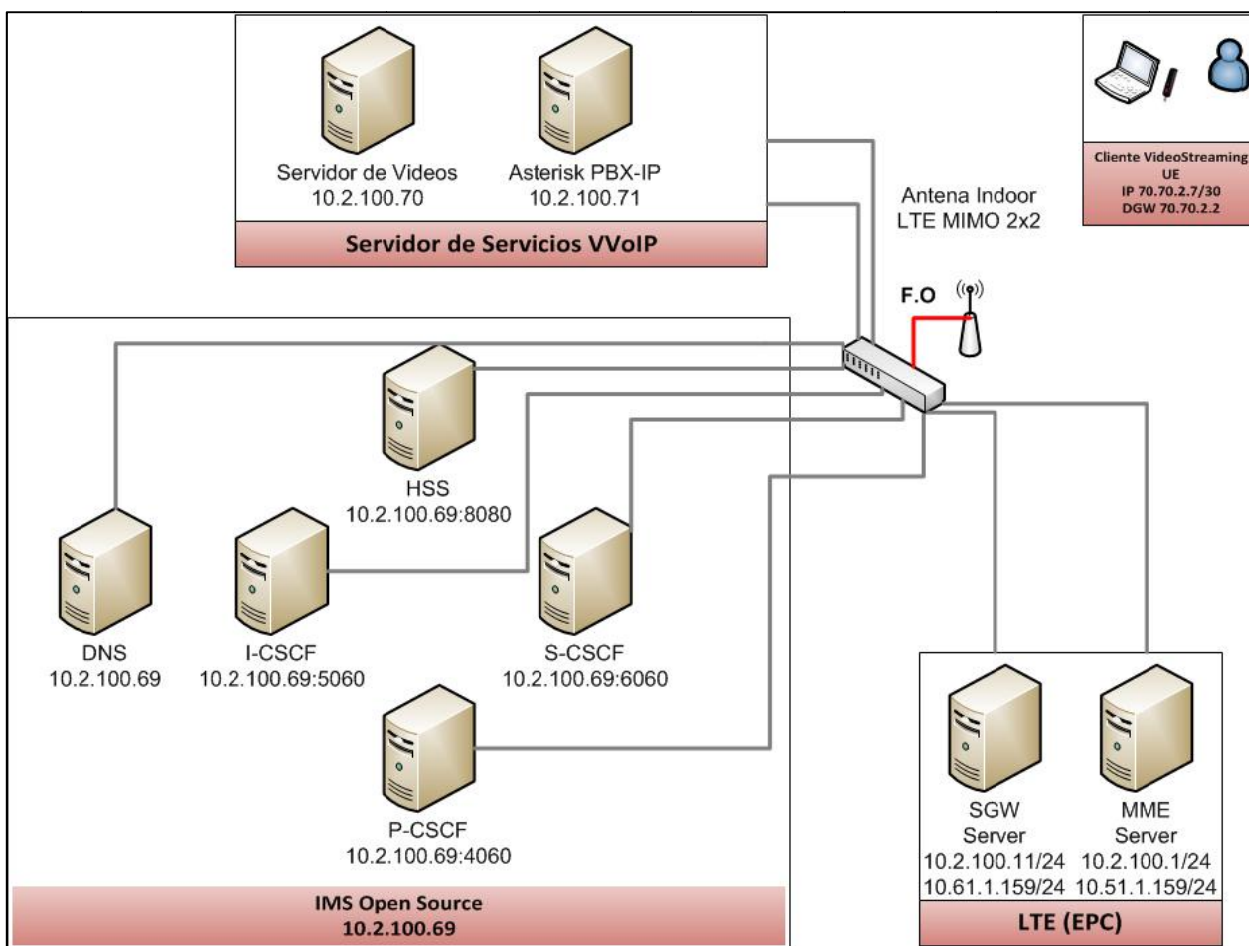 Servidor de Videos
10.2.100.70
Asterisk PBX-IP
10.2.100.71
Servidor de Servicios VVoIP
Cliente VideoStreaming
UE
IP 70.70.2.7/30
DGW 70.70.2.2
Antena Indoor
LTE MIMO 2x2
F.O
HSS
10.2.100.69:8080
DNS
10.2.100.69
I-CSCF
10.2.100.69:5060
S-CSCF
10.2.100.69:6060
P-CSCF
10.2.100.69:4060
IMS Open Source
10.2.100.69
SGW
Server
10.2.100.11/24
10.61.1.159/24
MME
Server
10.2.100.1/24
10.51.1.159/24
LTE (EPC)